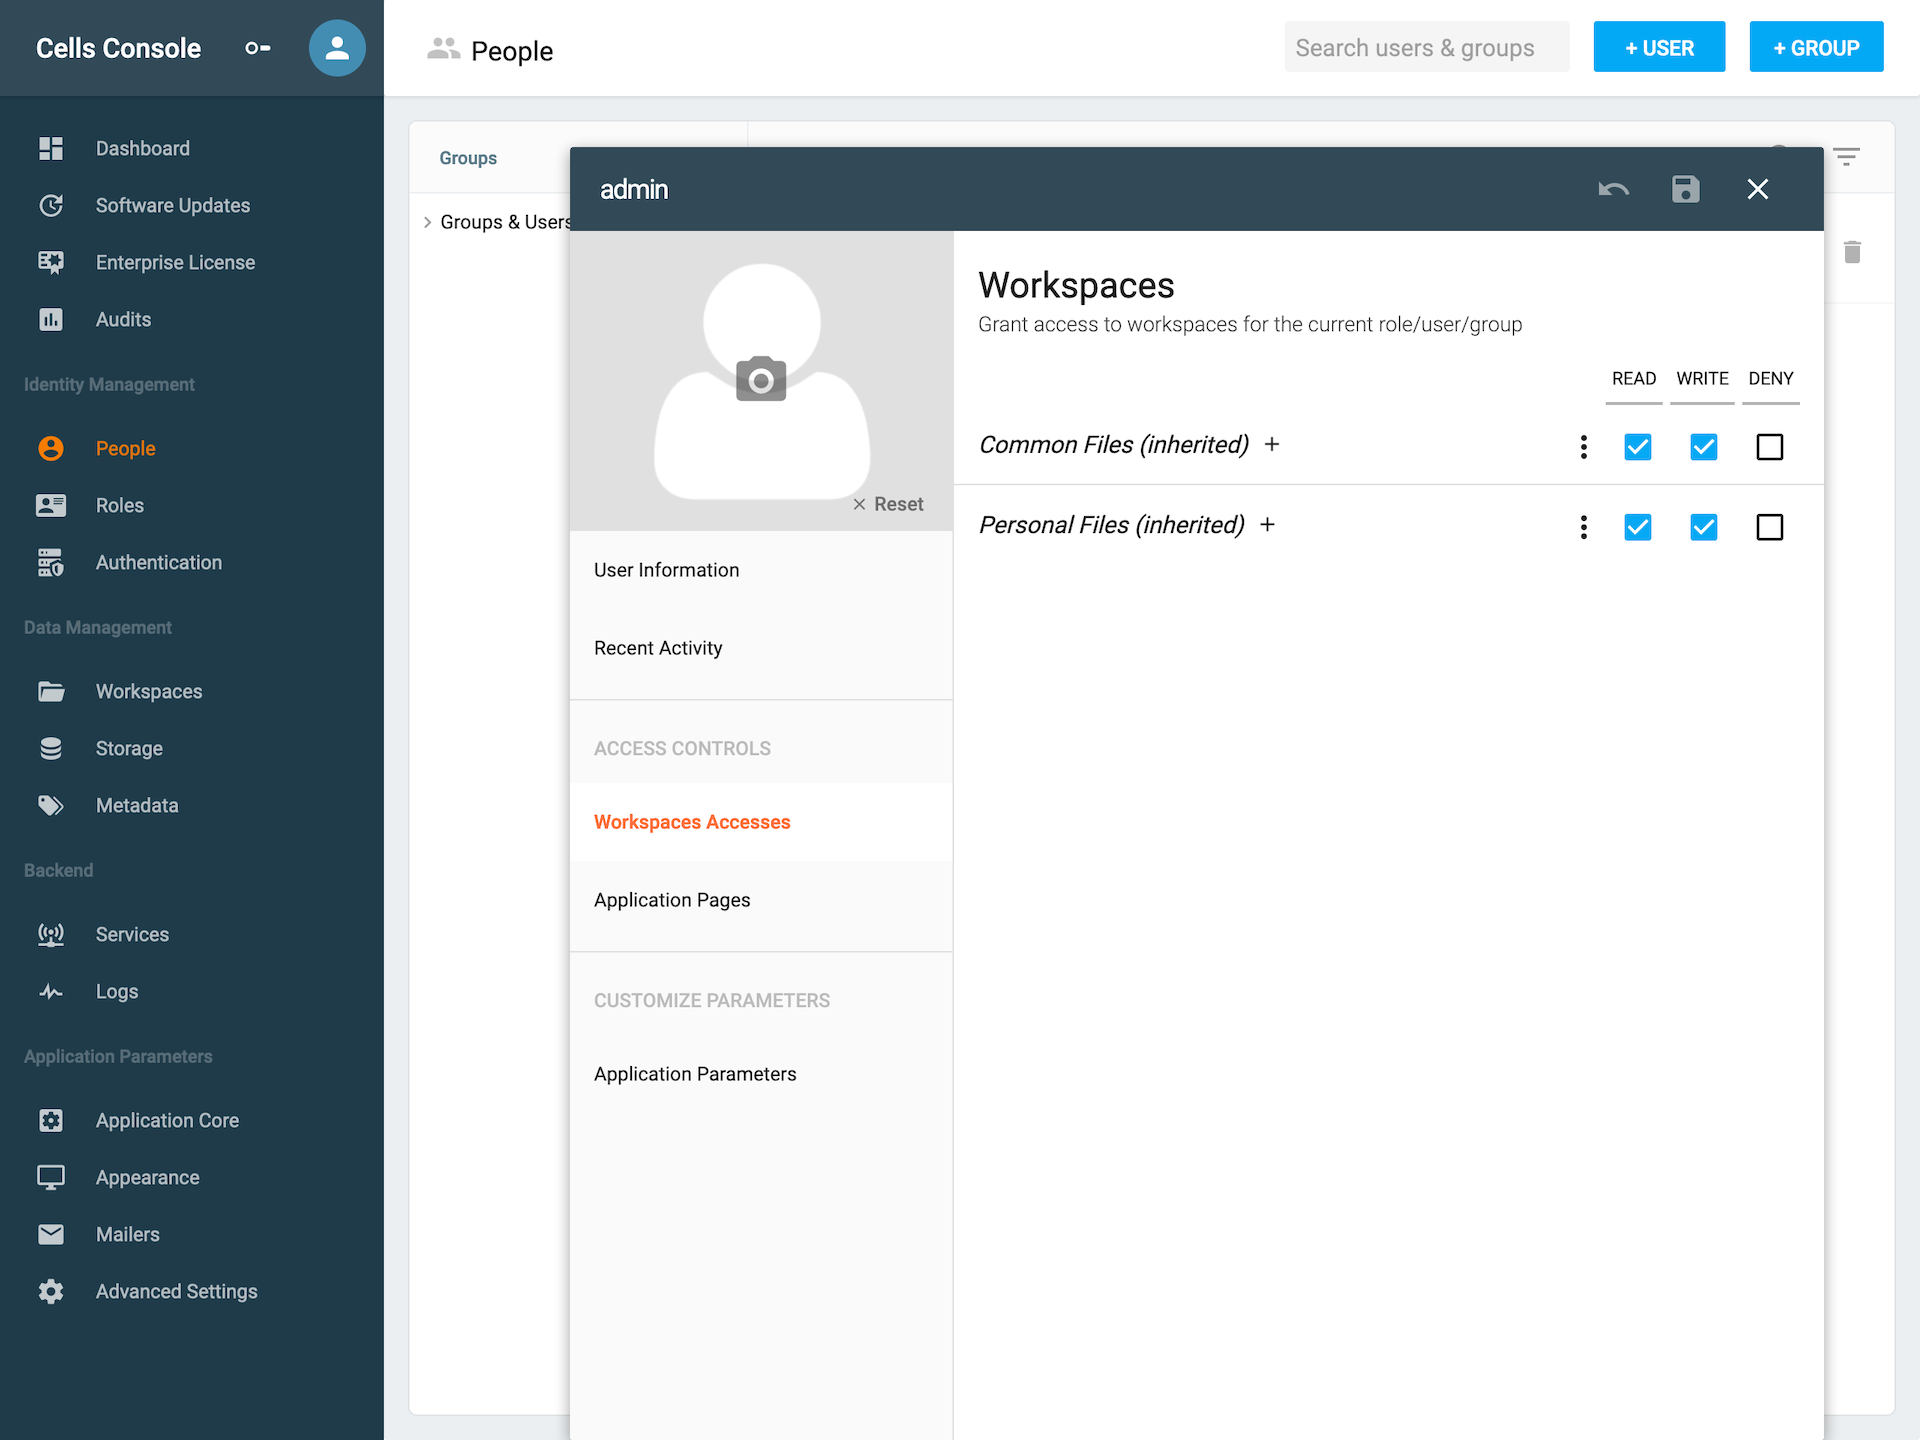 Cells Console
People
Search users & groups
+ USER
+ GROUP
Dashboard
Software Updates
Enterprise License
Audits
Identity Management
People
Roles
Authentication
Data Management
Workspaces
Storage
Metadata
Backend
Services
Logs
Application Parameters
Application Core
Appearance
Mailers
Advanced Settings
Groups
Groups & Users
admin
Reset
User Information
Recent Activity
ACCESS CONTROLS
Workspaces Accesses
Application Pages
CUSTOMIZE PARAMETERS
Application Parameters
Workspaces
Grant access to workspaces for the current role/user/group
READ WRITE DENY
Common Files (inherited) +
Personal Files (inherited) +